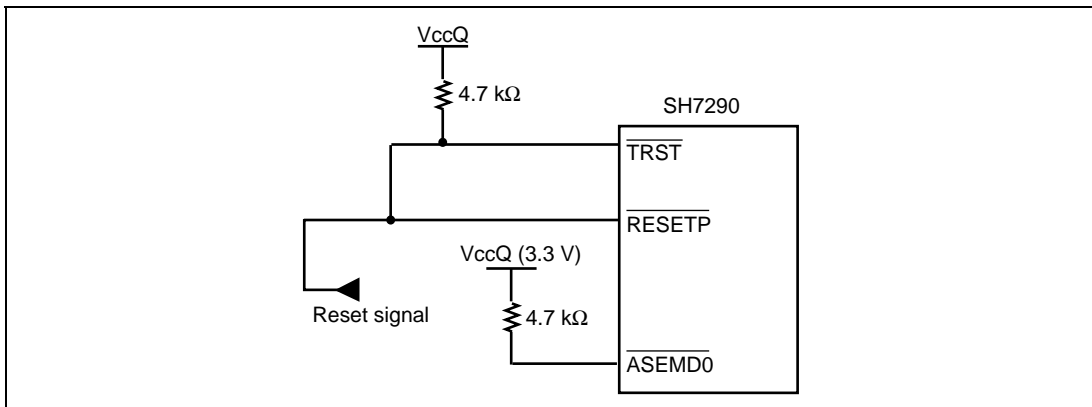 VccQ
4.7 kΩ
SH7290
TRST
RESETP
VccQ (3.3 V)
Reset signal
4.7 kΩ
ASEMD0